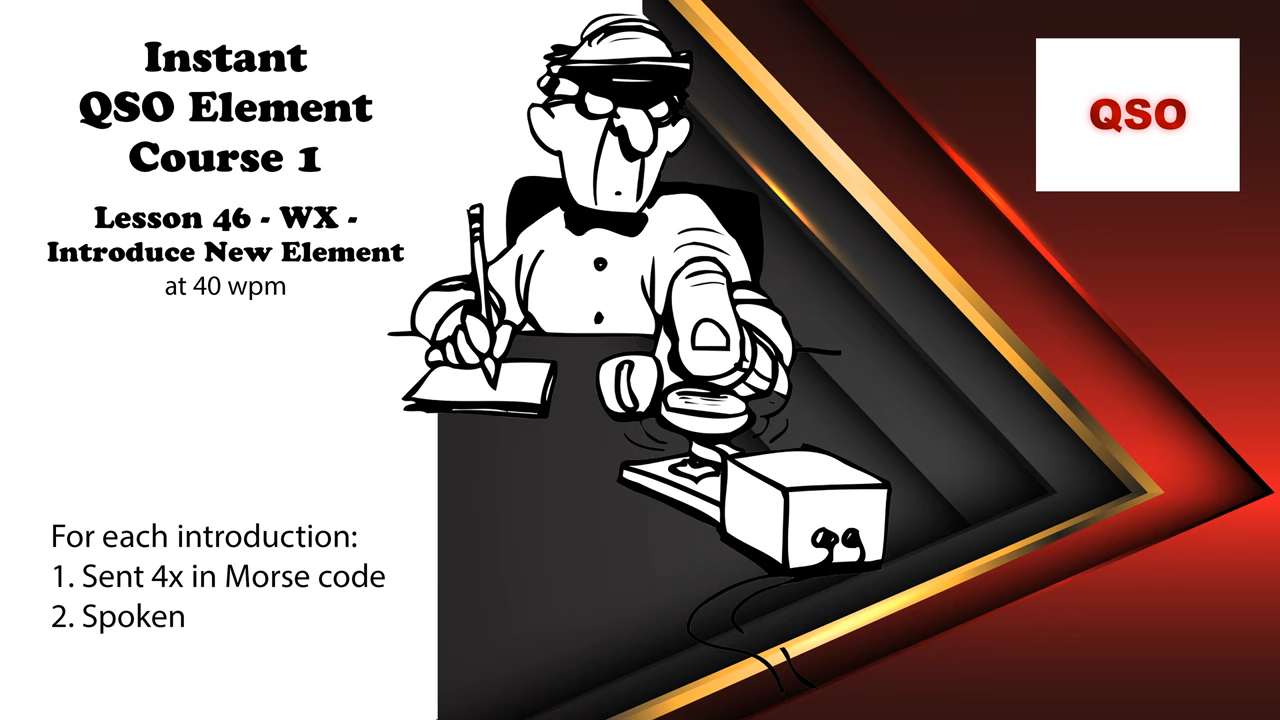 Instant
QSO Element
Course 1
Lesson 46 - WX -
Introduce New Element
at 40 wpm
QSO
For each introduction:
1. Sent 4x in Morse code
2. Spoken